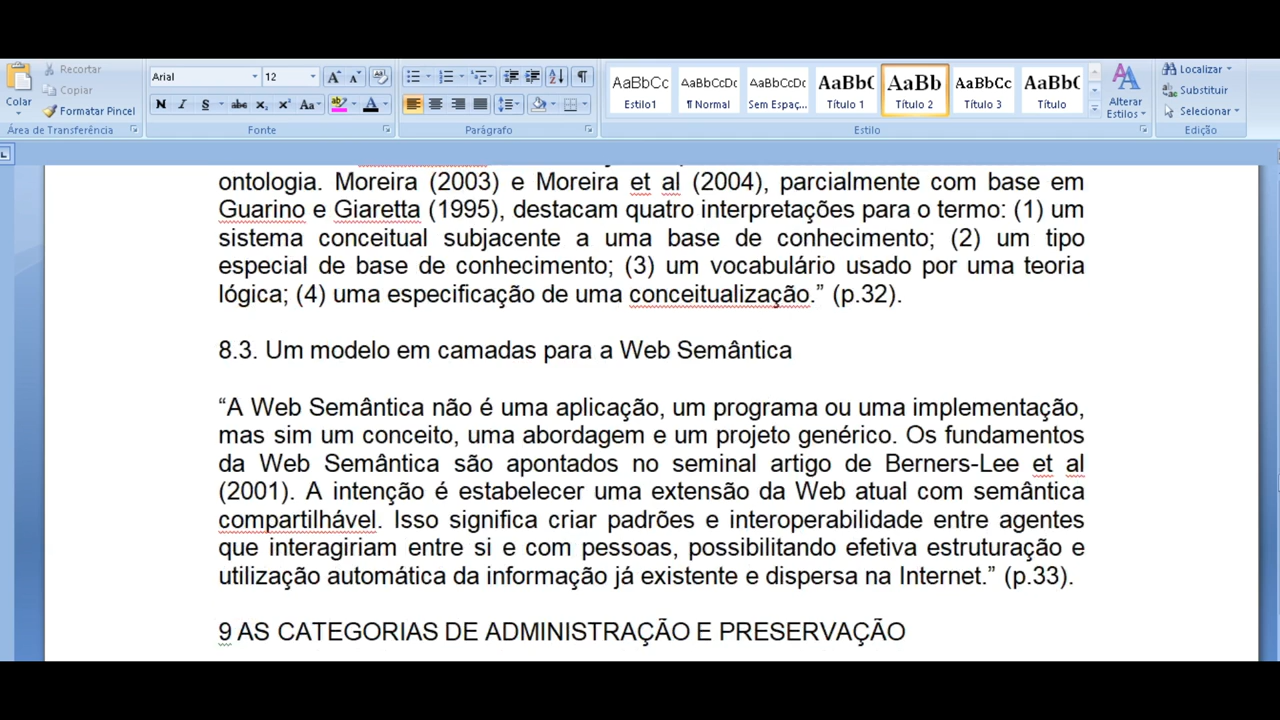 Recortar
Copiar
Colar
Formatar Pincel
Área de Transferência
Arial 12
N I S abc x₂ x² Aa
Fonte
Parágrafo
AaBbCc AaBbCcDc AaBbCcDc AaBbC AaBb AaBbCc AaBbC
Estilo1 ¶ Normal Sem Espaç... Título 1 Título 2 Título 3 Título
Alterar
Estilos
Estilo
Localizar
Substituir
Selecionar
Edição
ontologia. Moreira (2003) e Moreira et al (2004), parcialmente com base em
Guarino e Giaretta (1995), destacam quatro interpretações para o termo: (1) um
sistema conceitual subjacente a uma base de conhecimento; (2) um tipo
especial de base de conhecimento; (3) um vocabulário usado por uma teoria
lógica; (4) uma especificação de uma conceitualização.” (p.32).
8.3. Um modelo em camadas para a Web Semântica
“A Web Semântica não é uma aplicação, um programa ou uma implementação,
mas sim um conceito, uma abordagem e um projeto genérico. Os fundamentos
da Web Semântica são apontados no seminal artigo de Berners-Lee et al
(2001). A intenção é estabelecer uma extensão da Web atual com semântica
compartilhável. Isso significa criar padrões e interoperabilidade entre agentes
que interagiriam entre si e com pessoas, possibilitando efetiva estruturação e
utilização automática da informação já existente e dispersa na Internet.” (p.33).
9 AS CATEGORIAS DE ADMINISTRAÇÃO E PRESERVAÇÃO